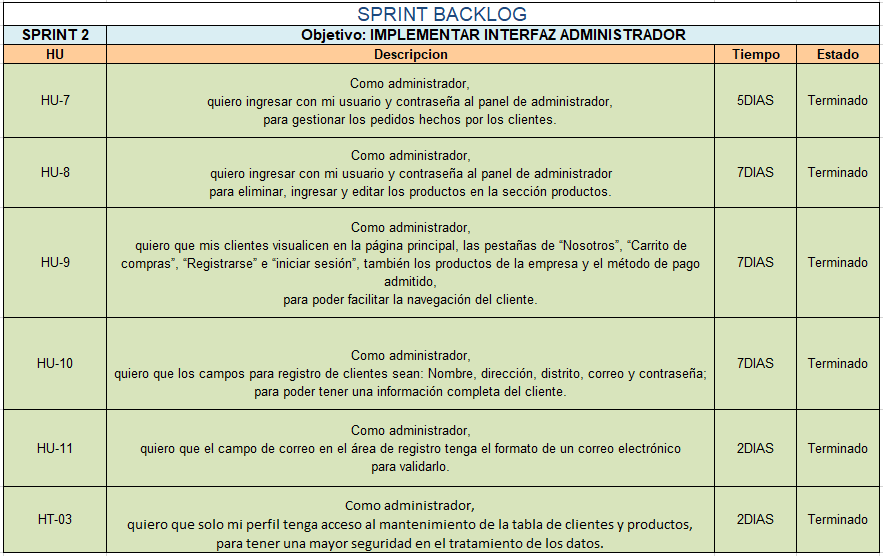 SPRINT BACKLOG
SPRINT 2 Objetivo: IMPLEMENTAR INTERFAZ ADMINISTRADOR
HU Descripcion Tiempo Estado
Como administrador,
HU-7 quiero ingresar con mi usuario y contraseña al panel de administrador, 5DIAS Terminado
para gestionar los pedidos hechos por los clientes.
Como administrador,
HU-8 quiero ingresar con mi usuario y contraseña al panel de administrador 7DIAS Terminado
para eliminar, ingresar y editar los productos en la sección productos.
Como administrador,
quiero que mis clientes visualicen en la página principal, las pestañas de “Nosotros”, “Carrito de
HU-9 compras”, “Registrarse” e “iniciar sesión”, también los productos de la empresa y el método de pago 7DIAS Terminado
admitido,
para poder facilitar la navegación del cliente.
Como administrador,
HU-10 quiero que los campos para registro de clientes sean: Nombre, dirección, distrito, correo y contraseña; 7DIAS Terminado
para poder tener una información completa del cliente.
Como administrador,
HU-11 quiero que el campo de correo en el área de registro tenga el formato de un correo electrónico 2DIAS Terminado
para validarlo.
Como administrador,
HT-03 quiero que solo mi perfil tenga acceso al mantenimiento de la tabla de clientes y productos, 2DIAS Terminado
para tener una mayor seguridad en el tratamiento de los datos.